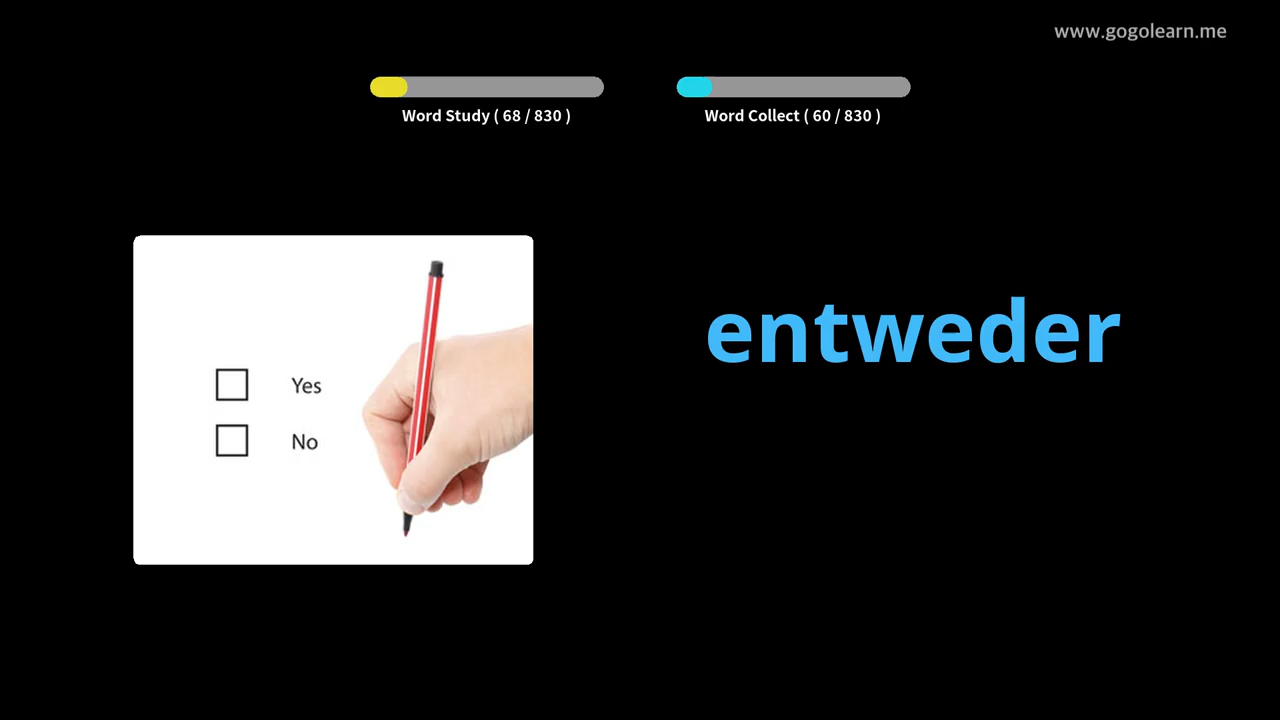 www.gogolearn.me
Word Study ( 68 / 830 )
Word Collect ( 60 / 830 )
entweder
Yes
No